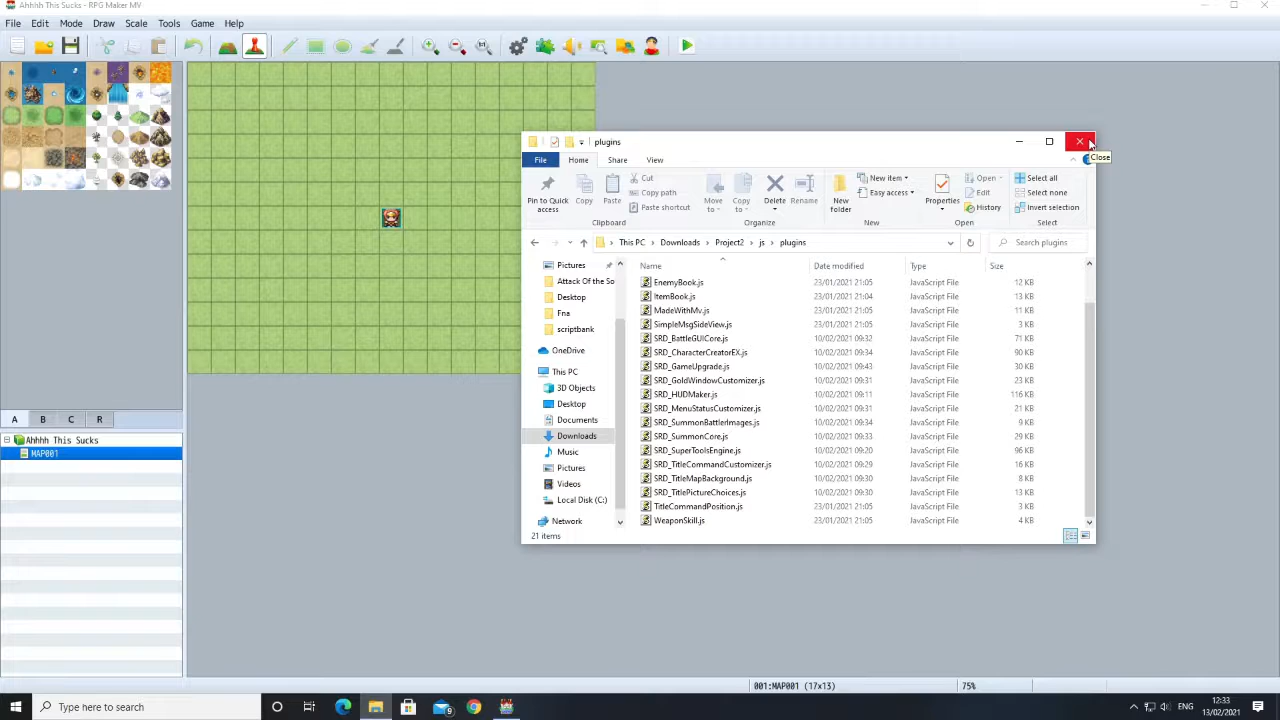 Ahhhh This Sucks - RPG Maker MV
File Edit Mode Draw Scale Tools Game Help
plugins
Close
File Home Share View
Pin to Quick access
Copy
Paste
Cut
Copy path
Paste shortcut
Clipboard
Move to
Copy to
Delete
Rename
Organize
New folder
New item
Easy access
New
Properties
Open
Edit
History
Open
Select all
Select none
Invert selection
Select
This PC > Downloads > Project2 > js > plugins
Search plugins
Name Date modified Type Size
Pictures
Attack Of the So
Desktop
Fna
scriptbank
OneDrive
This PC
3D Objects
Desktop
Documents
Downloads
Music
Pictures
Videos
Local Disk (C:)
Network
EnemyBook.js 23/01/2021 21:05 JavaScript File 12 KB
ItemBook.js 23/01/2021 21:04 JavaScript File 13 KB
MadeWithMv.js 23/01/2021 21:05 JavaScript File 11 KB
SimpleMsgSideView.js 23/01/2021 21:05 JavaScript File 3 KB
SRD_BattleGUICore.js 10/02/2021 09:32 JavaScript File 71 KB
SRD_CharacterCreatorEX.js 10/02/2021 09:34 JavaScript File 90 KB
SRD_GameUpgrade.js 10/02/2021 09:43 JavaScript File 30 KB
SRD_GoldWindowCustomizer.js 10/02/2021 09:31 JavaScript File 23 KB
SRD_HUDMaker.js 10/02/2021 09:11 JavaScript File 116 KB
SRD_MenuStatusCustomizer.js 10/02/2021 09:31 JavaScript File 21 KB
SRD_SummonBattlerImages.js 10/02/2021 09:34 JavaScript File 9 KB
SRD_SummonCore.js 10/02/2021 09:33 JavaScript File 29 KB
SRD_SuperToolsEngine.js 10/02/2021 09:20 JavaScript File 96 KB
SRD_TitleCommandCustomizer.js 10/02/2021 09:29 JavaScript File 16 KB
SRD_TitleMapBackground.js 10/02/2021 09:30 JavaScript File 8 KB
SRD_TitlePictureChoices.js 10/02/2021 09:30 JavaScript File 13 KB
TitleCommandPosition.js 23/01/2021 21:05 JavaScript File 3 KB
WeaponSkill.js 23/01/2021 21:05 JavaScript File 4 KB
21 items
A B C R
Ahhhh This Sucks
MAP001
001:MAP001 (17x13) 75%
Type here to search
9
ENG
12:33
13/02/2021